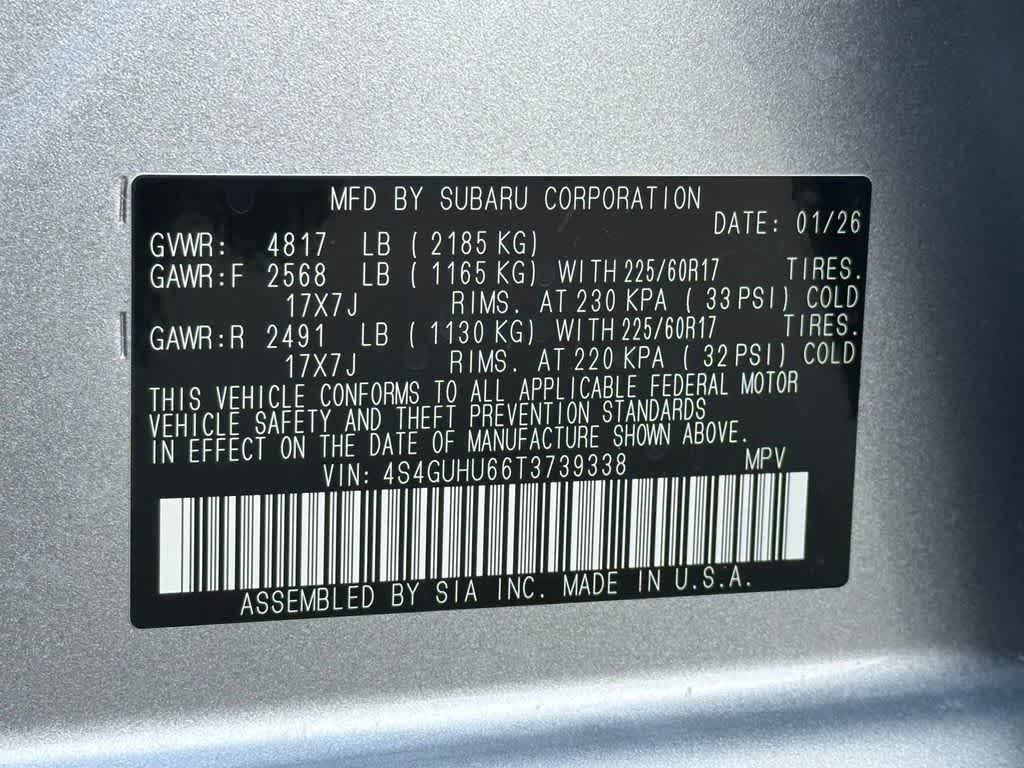 MFD BY SUBARU CORPORATION
DATE: 01/26
GVWR: 4817 LB ( 2185 KG)
GAWR:F 2568 LB ( 1165 KG) WITH 225/60R17 TIRES.
17X7J RIMS. AT 230 KPA ( 33 PSI) COLD
GAWR:R 2491 LB ( 1130 KG) WITH 225/60R17 TIRES.
17X7J RIMS. AT 220 KPA ( 32 PSI) COLD
THIS VEHICLE CONFORMS TO ALL APPLICABLE FEDERAL MOTOR
VEHICLE SAFETY AND THEFT PREVENTION STANDARDS
IN EFFECT ON THE DATE OF MANUFACTURE SHOWN ABOVE.
VIN: 4S4GUHU66T3739338 MPV
ASSEMBLED BY SIA INC. MADE IN U.S.A.